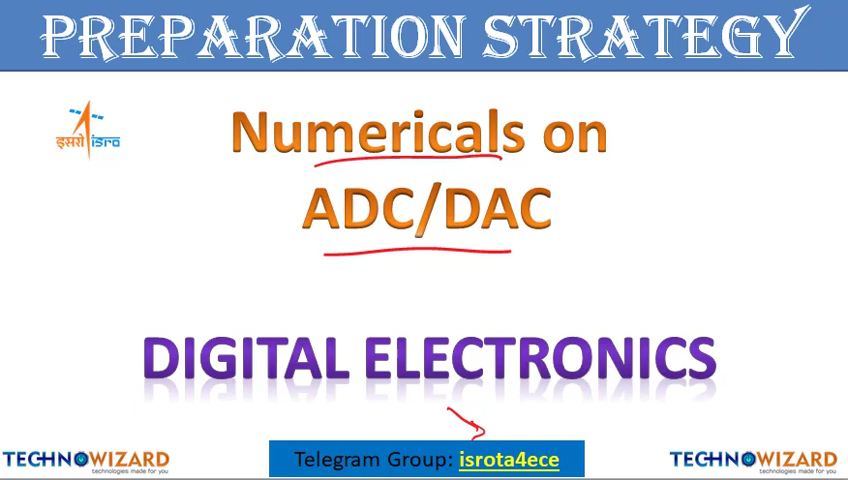 PREPARATION STRATEGY
इसरो isro
Numericals on
ADC/DAC
DIGITAL ELECTRONICS
TECHNOWIZARD
technologies made for you
Telegram Group: isrota4ece
TECHNOWIZARD
technologies made for you